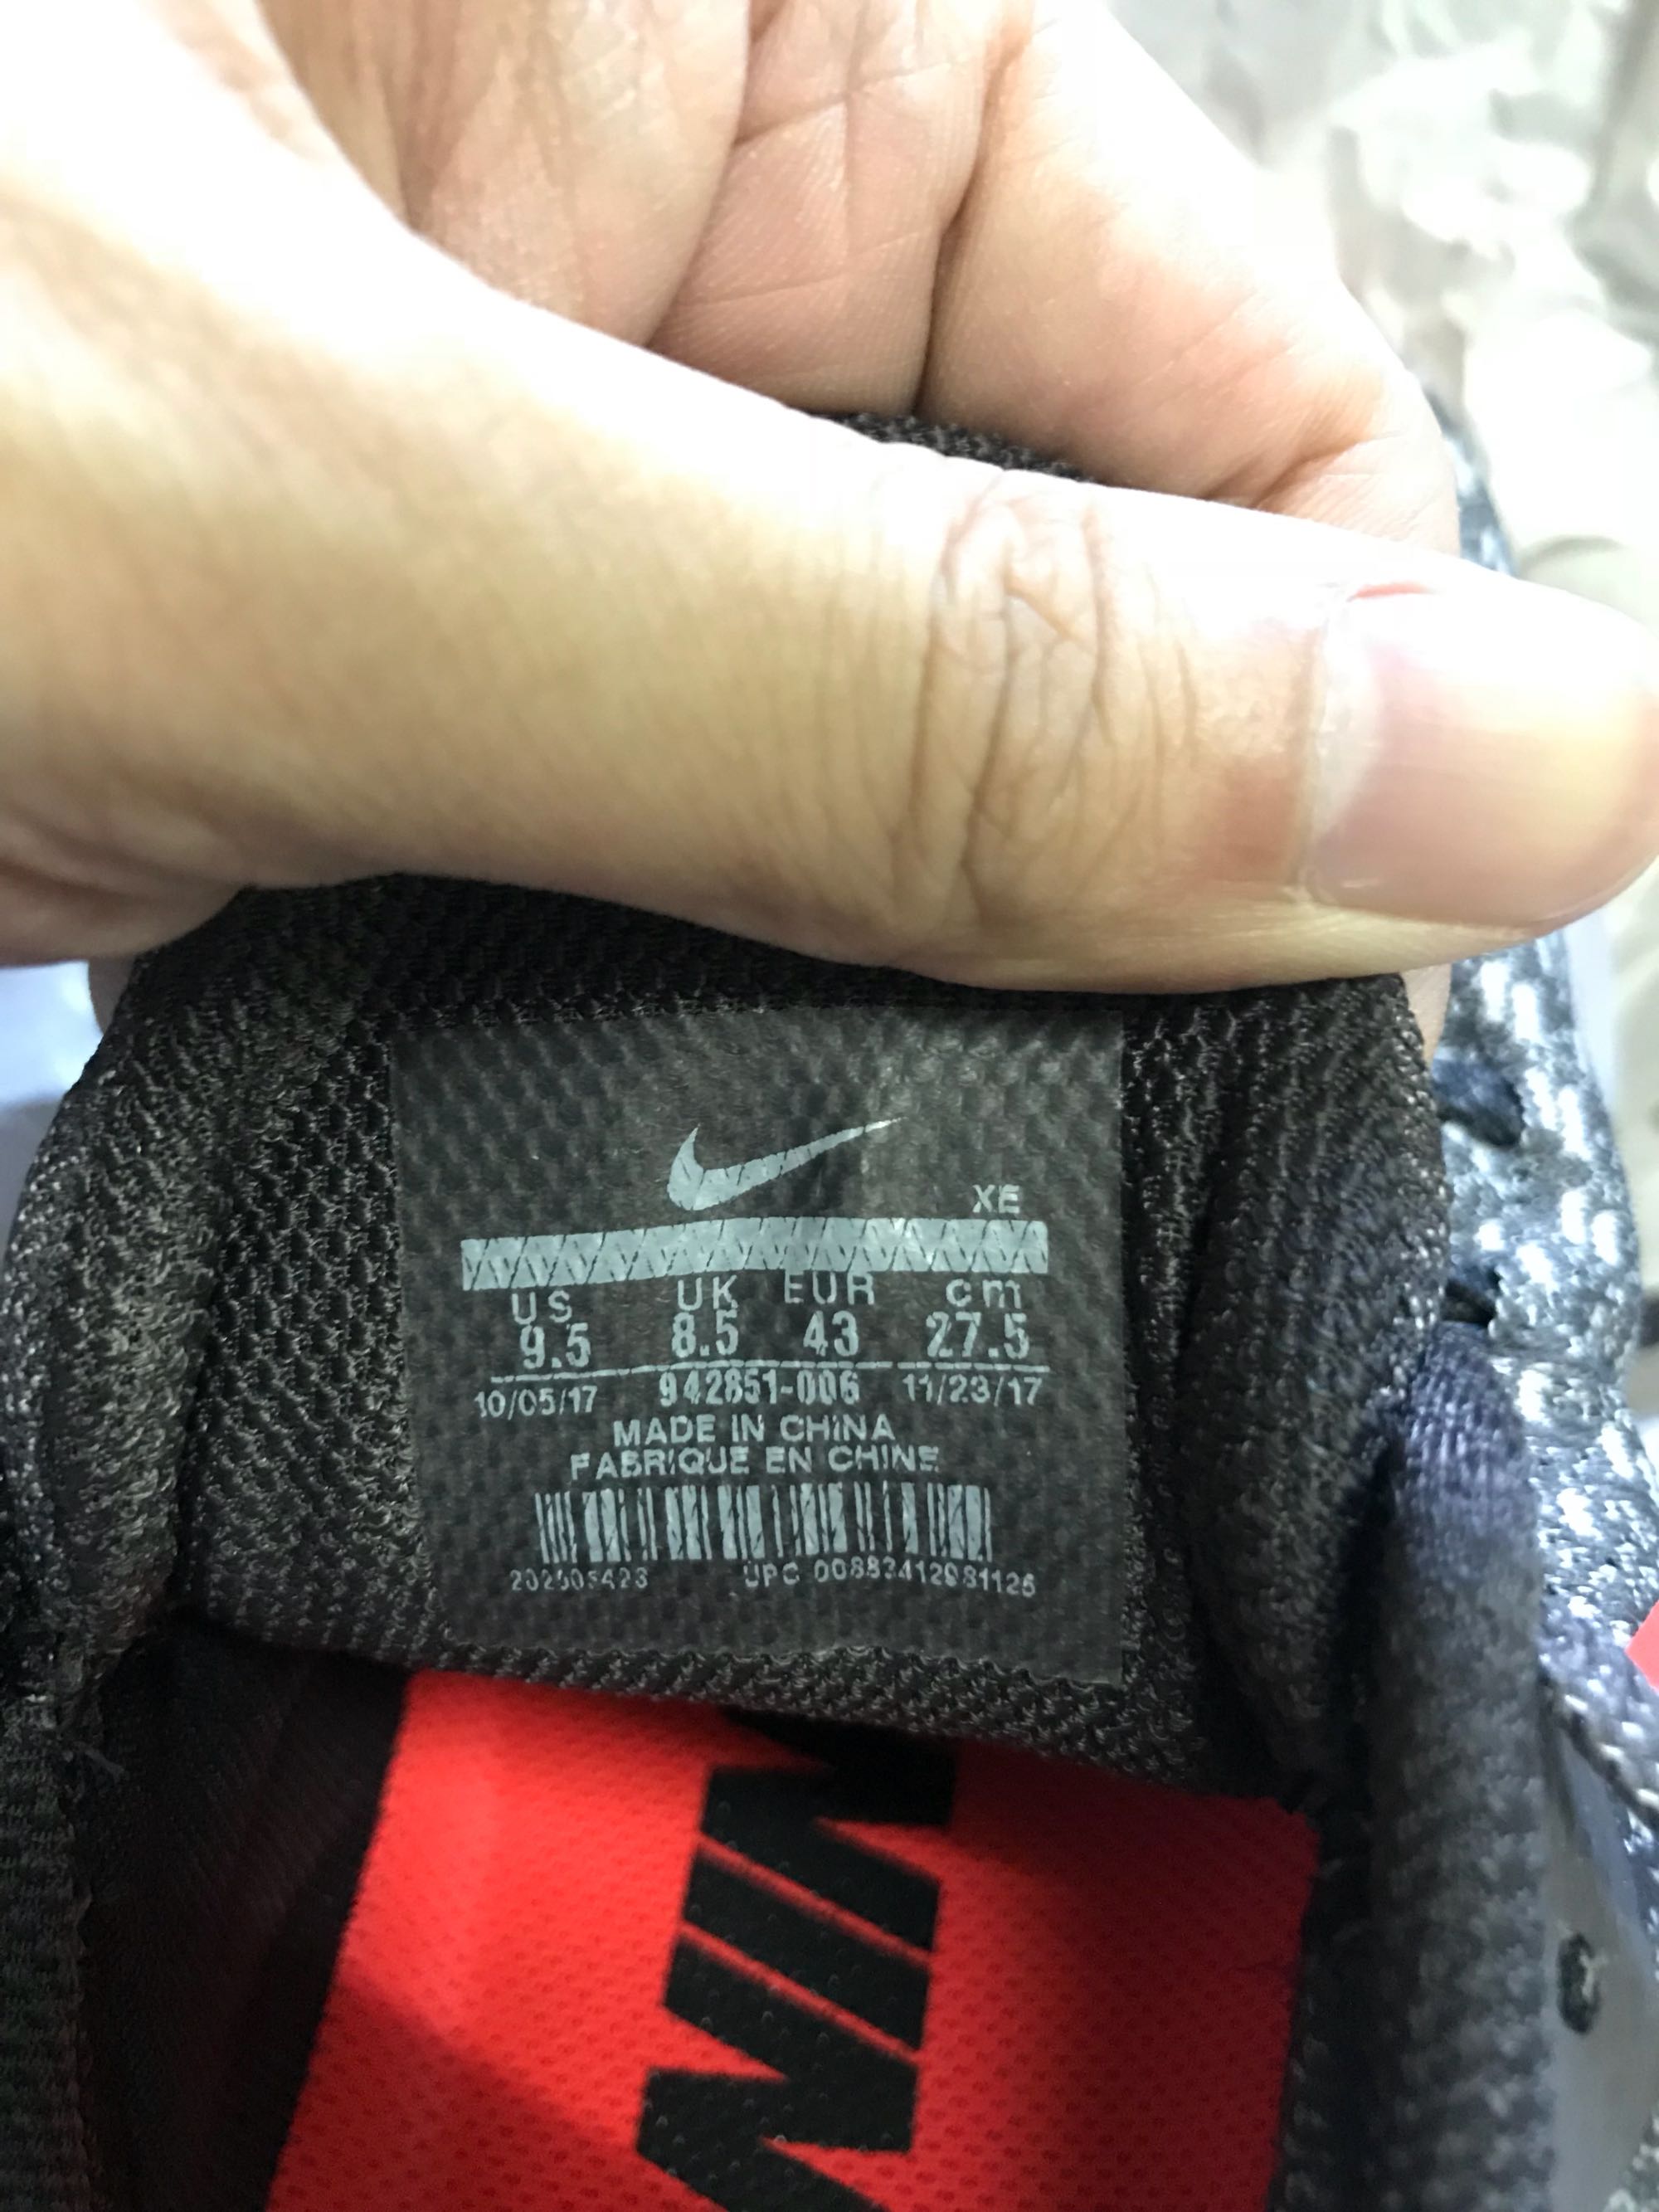 XE
US UK EUR cm
9.5 8.5 43 27.5
10/05/17 942851-006 11/23/17
MADE IN CHINA
FABRIQUE EN CHINE
UPC 00883412981126